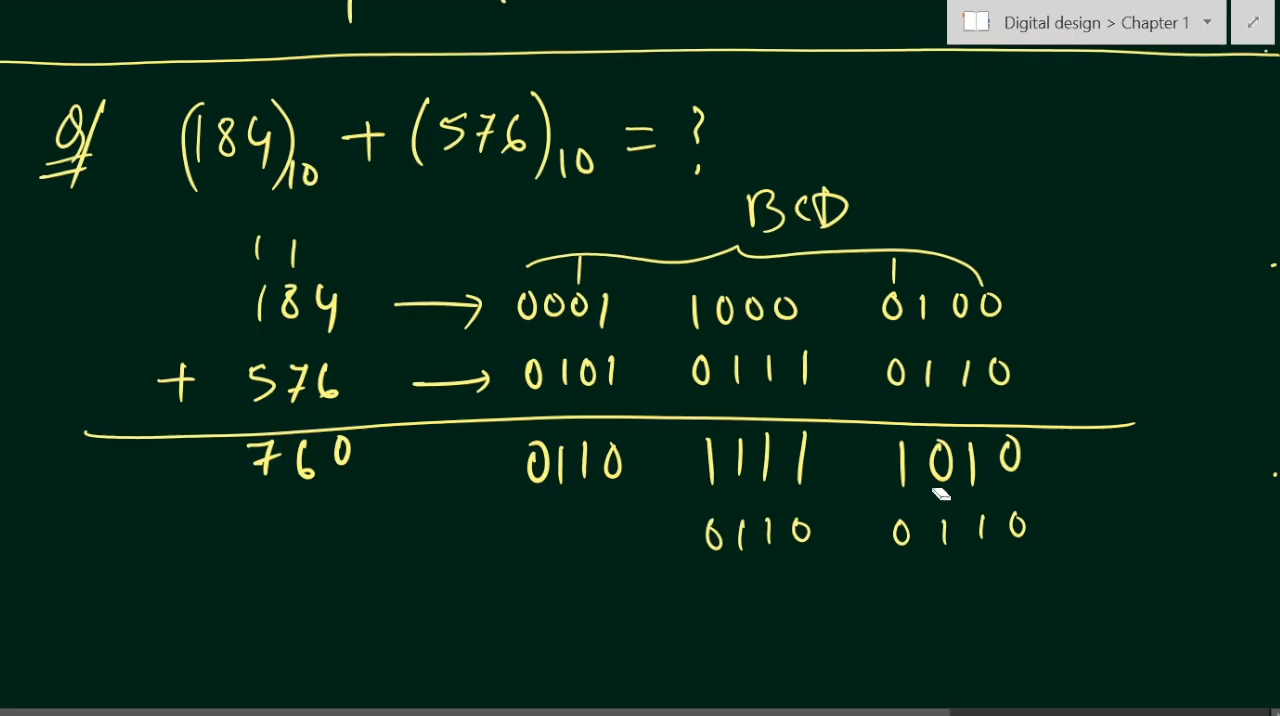 Digital design > Chapter 1
Q/ (184)10 + (576)10 = ?
BCD
1 1 1 1
184 → 0001 1000 0100
+ 576 → 0101 0111 0110
760 0110 1111 1010
0110 0110